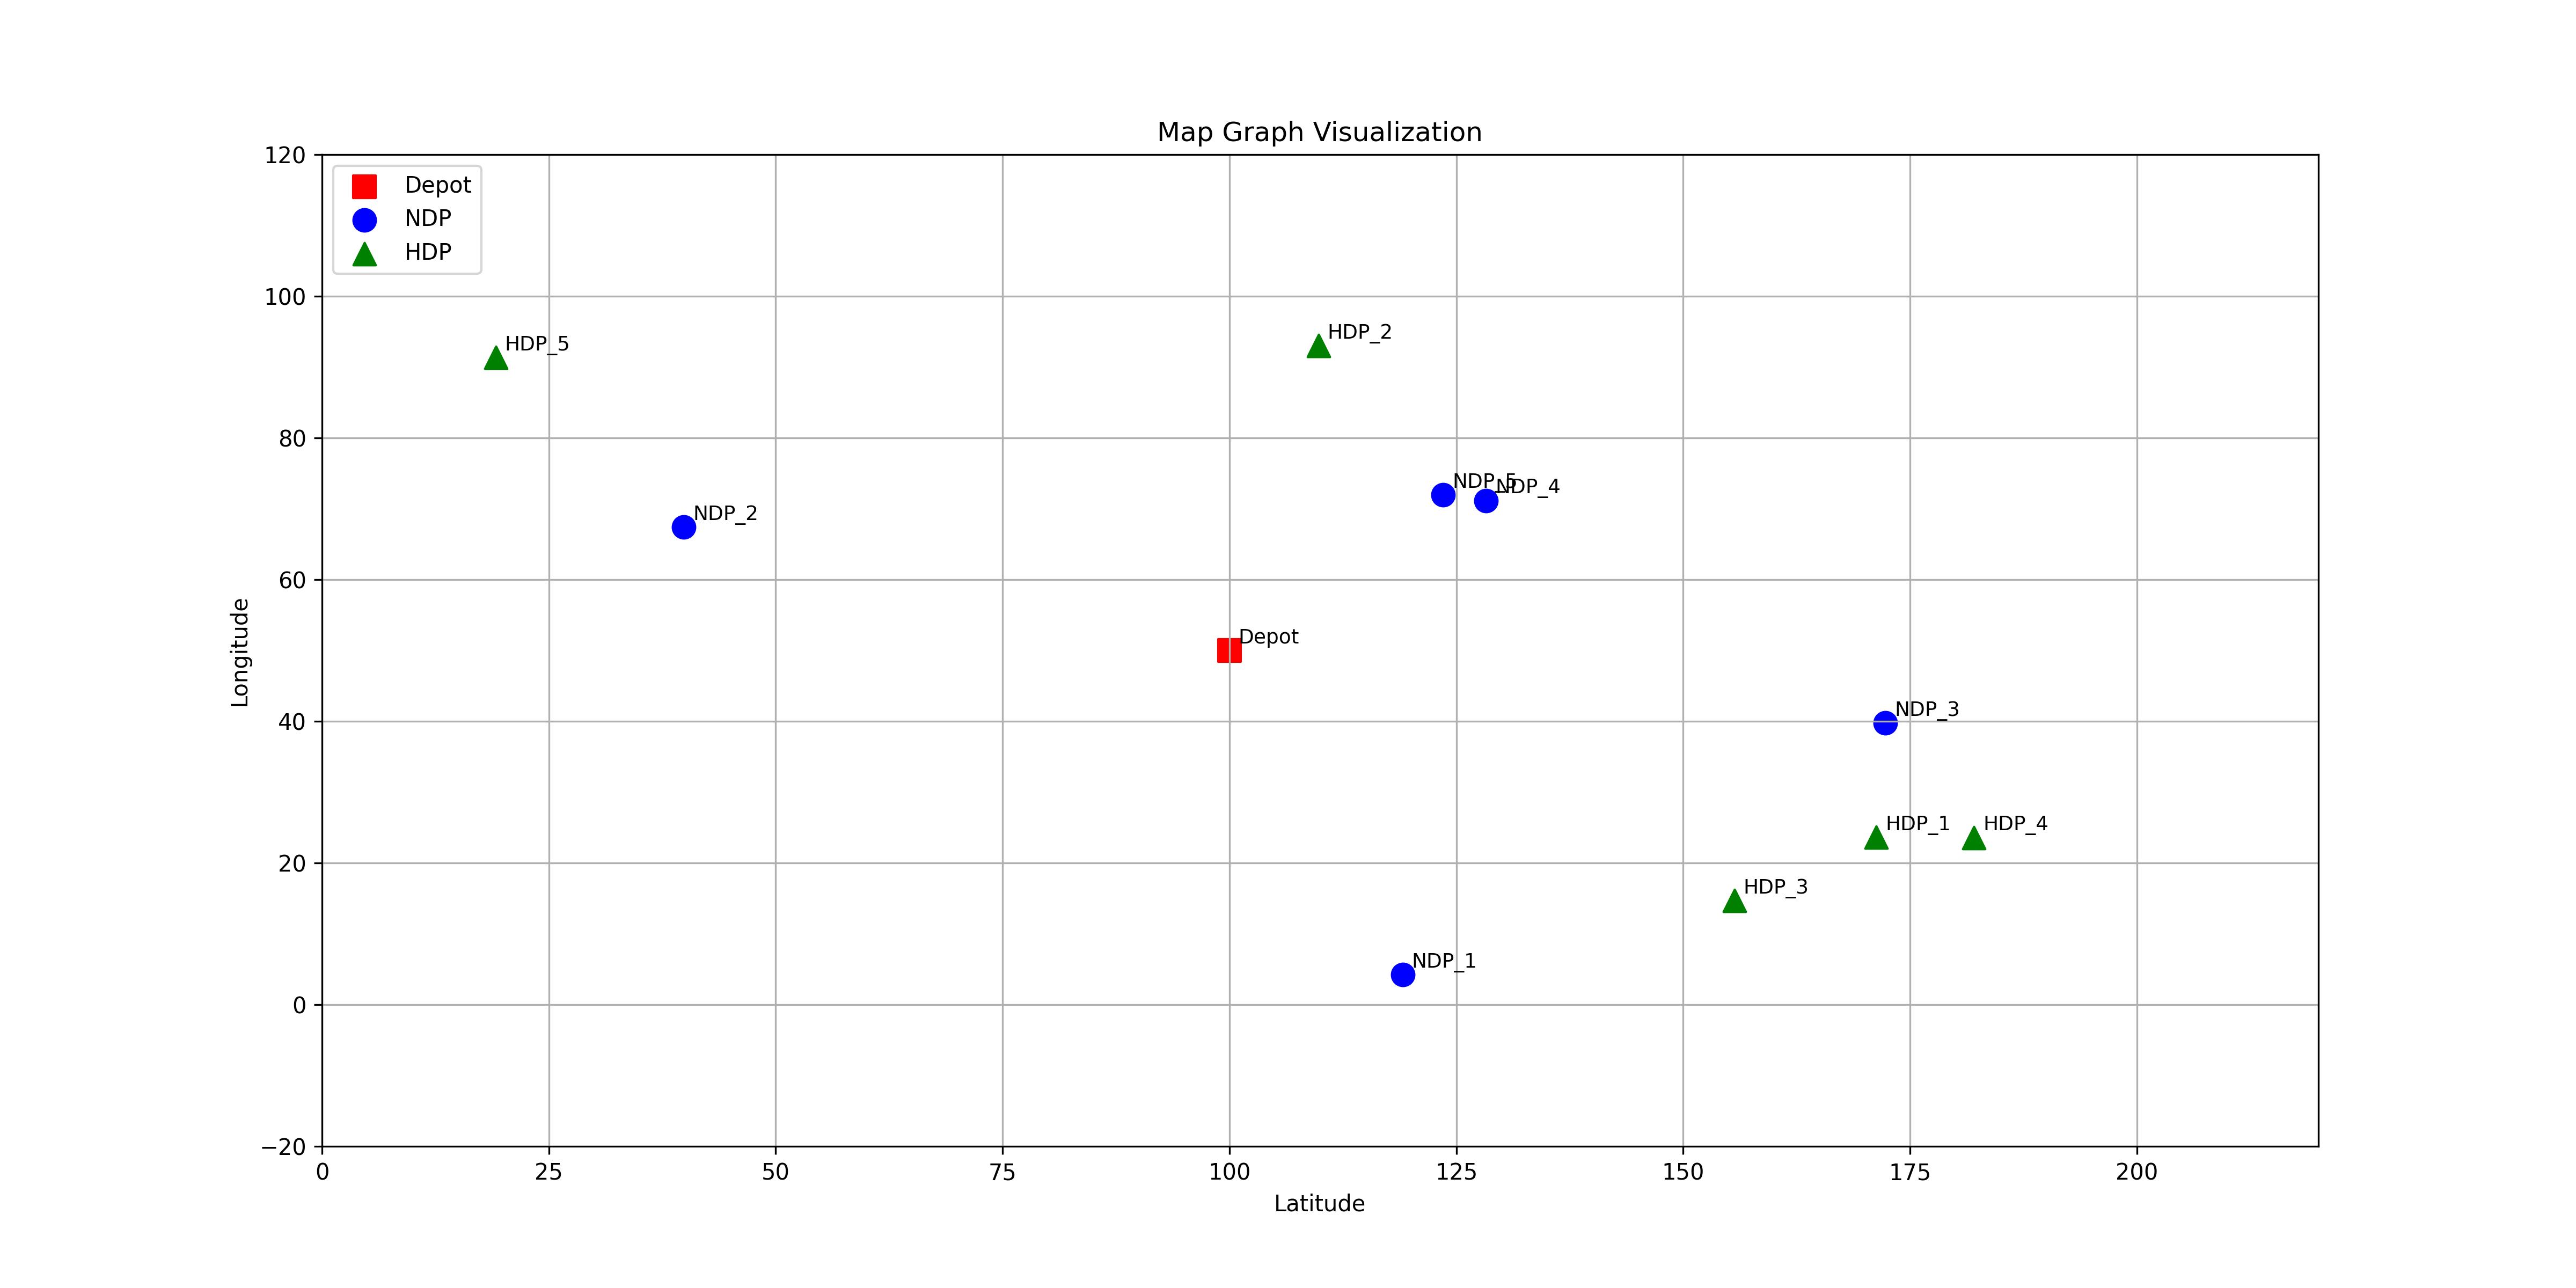 Map Graph Visualization
120
100
80
60
40
20
0
−20
Longitude
Depot
NDP
HDP
HDP_5
HDP_2
NDP_2
NDP_5
NDP_4
Depot
NDP_3
HDP_1
HDP_4
HDP_3
NDP_1
0 25 50 75 100 125 150 175 200
Latitude